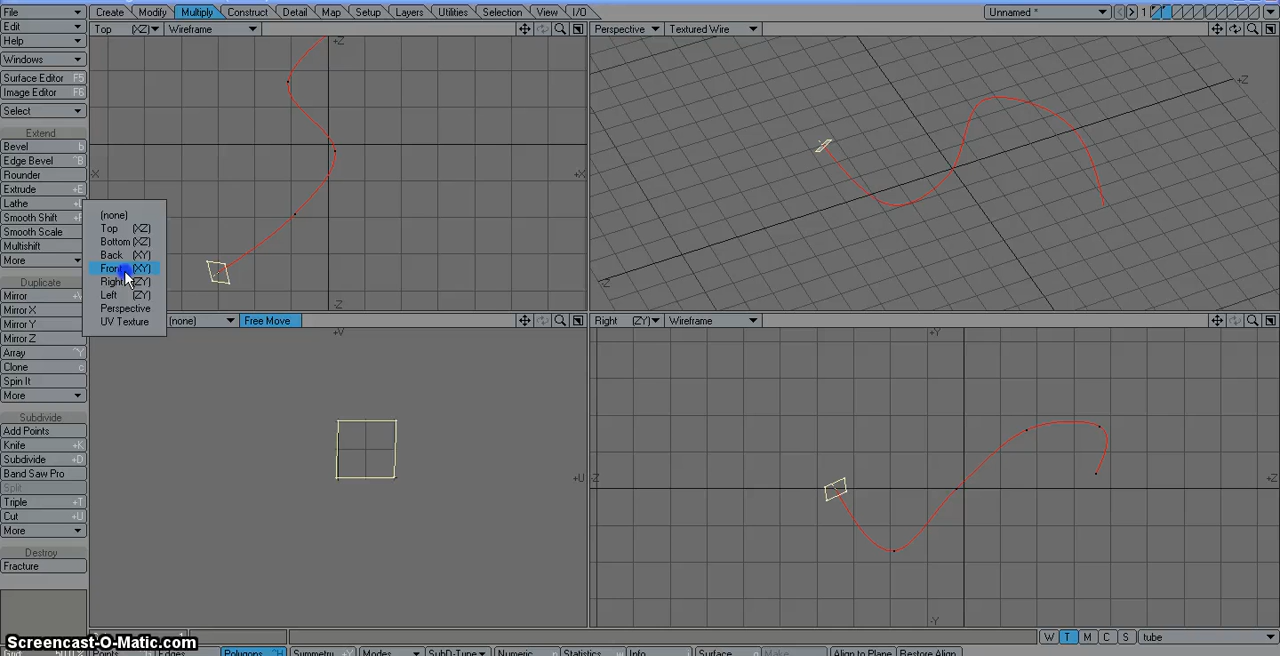 File
Create Modify Multiply Construct Detail Map Setup Layers Utilities Selection View I/O
Unnamed * 1
Edit
Top (XZ) Wireframe
Perspective Textured Wire
Help
+Z
Windows
Surface Editor F5
+Z
Image Editor F6
Select
Extend
Bevel b
Edge Bevel ^B
Rounder
-X
+X
Extrude +E
Lathe
Smooth Shift
Smooth Scale
Multishift
More
(none)
Top (XZ)
Bottom (XZ)
Back (XY)
Front (XY)
Right (ZY)
Left (ZY)
Perspective
UV Texture
-Z
-Z
Duplicate
Mirror
Mirror X
Mirror Y
Mirror Z
(none) Free Move
Right (ZY) Wireframe
+V
+Y
Array ^Y
Clone c
Spin It
More
Subdivide
Add Points
Knife +K
Subdivide +D
Band Saw Pro
Split
+U
-Z
+Z
Triple +T
Cut +U
More
Destroy
Fracture
-Y
Screencast-O-Matic.com
W T M C S tube
Points Edges Polygons ^H Symmetry +Y Modes SubD-Type Numeric Statistics Info Surface Make Align to Plane Restore Align